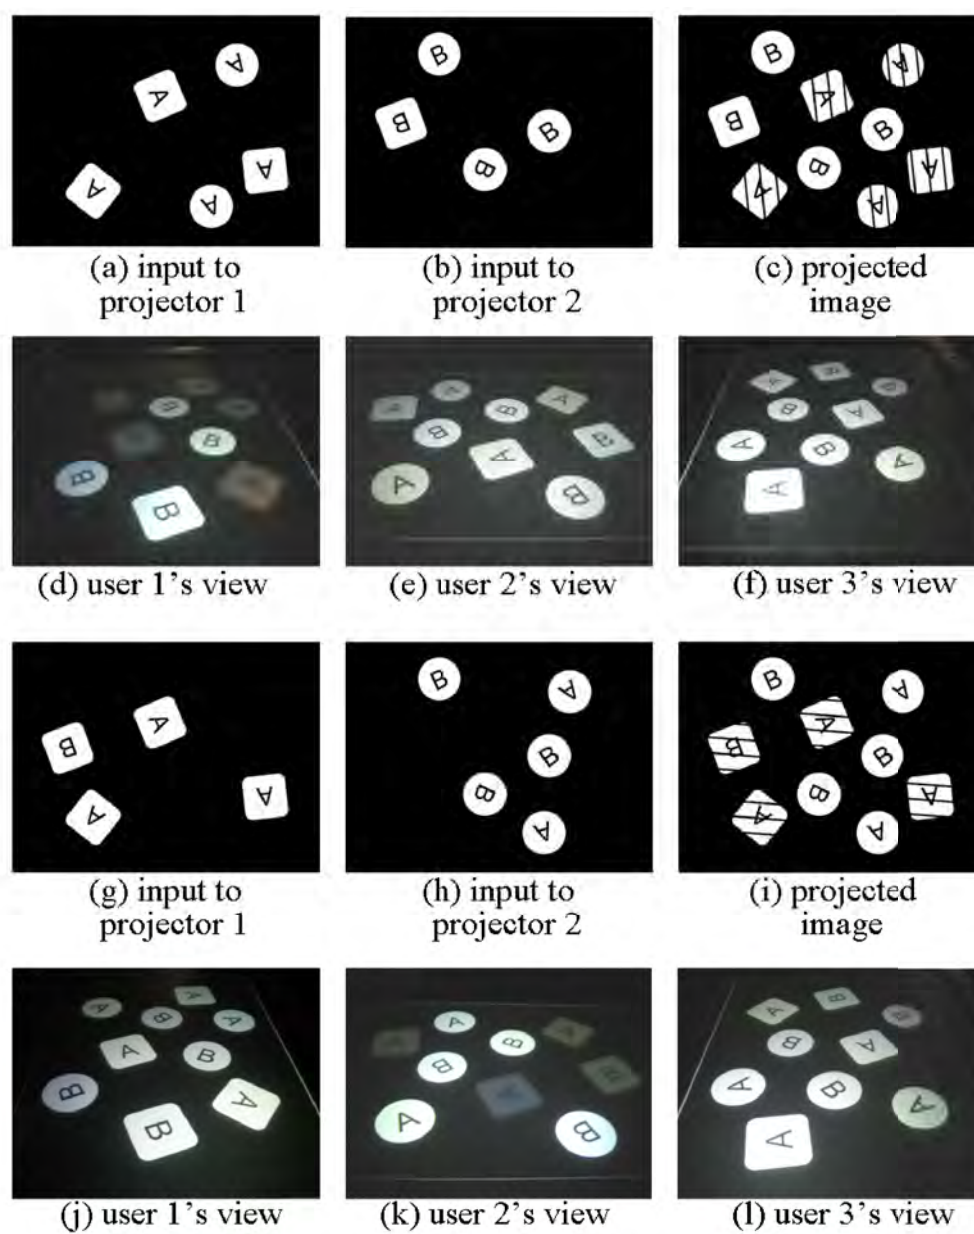 (a) input to
projector 1
(b) input to
projector 2
(c) projected
image
(d) user 1's view
(e) user 2's view
(f) user 3's view
(g) input to
projector 1
(h) input to
projector 2
(i) projected
image
(j) user 1's view
(k) user 2's view
(l) user 3's view